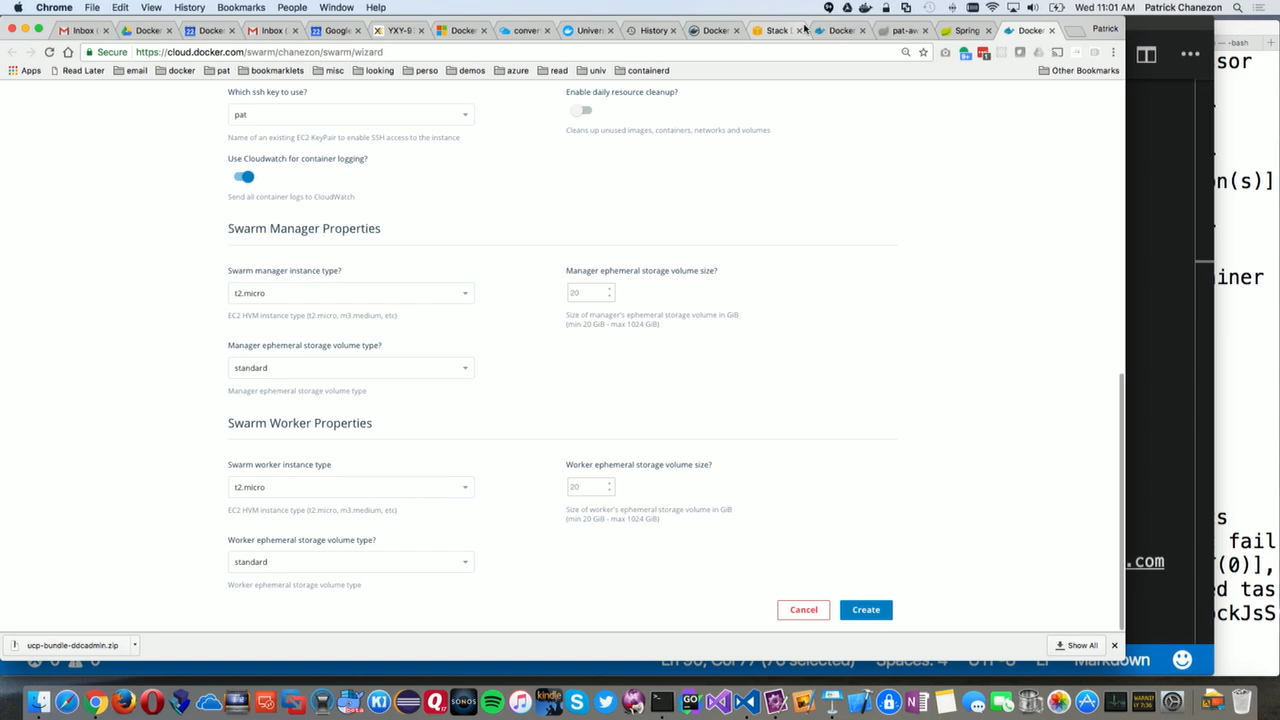 Chrome File Edit View History Bookmarks People Window Help
Wed 11:01 AM Patrick Chanezon
Inbox (
Docker
Inbox (
Google
YXY-9
Docker
conver
Univer
History
Docker
Stack
Docker
pat-aw
Spring
Docker
Patrick
-bash
Secure https://cloud.docker.com/swarm/chanezon/swarm/wizard
Apps Read Later email docker pat bookmarklets misc looking perso demos azure read univ containerd Other Bookmarks
Which ssh key to use?
pat
Name of an existing EC2 KeyPair to enable SSH access to the instance
Enable daily resource cleanup?
Cleans up unused images, containers, networks and volumes
Use Cloudwatch for container logging?
Send all container logs to CloudWatch
Swarm Manager Properties
Swarm manager instance type?
t2.micro
EC2 HVM instance type (t2.micro, m3.medium, etc)
Manager ephemeral storage volume size?
20
Size of manager's ephemeral storage volume in GiB
(min 20 GiB - max 1024 GiB)
Manager ephemeral storage volume type?
standard
Manager ephemeral storage volume type
Swarm Worker Properties
Swarm worker instance type
t2.micro
EC2 HVM instance type (t2.micro, m3.medium, etc)
Worker ephemeral storage volume size?
20
Size of worker's ephemeral storage volume in GiB
(min 20 GiB - max 1024 GiB)
Worker ephemeral storage volume type?
standard
Worker ephemeral storage volume type
Cancel Create
ucp-bundle-ddcadmin.zip
Show All
sor
n(s)]
iner
s
fail
.com
(0)],
d tas
ckJsS
Markdown
kindle
SONOS
GO